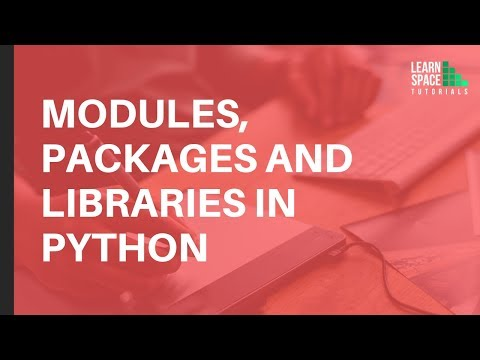 LEARN
SPACE
TUTORIALS
MODULES,
PACKAGES AND
LIBRARIES IN
PYTHON